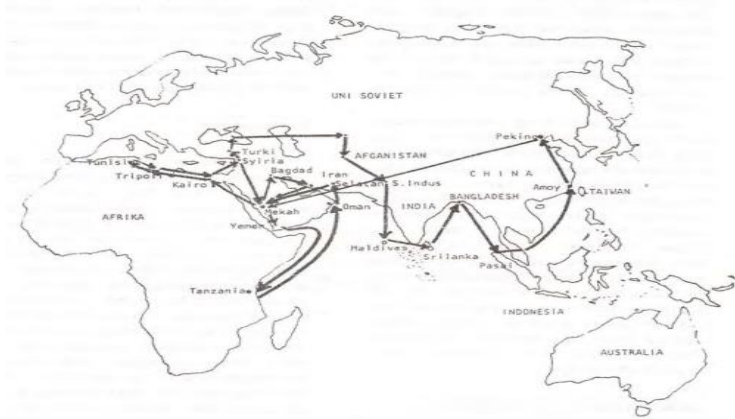 UNI SOVIET
Peking
Turki
Syiria
AFGANISTAN
Tunisia
Bagdad
Iran
Tripoli
Selatan
S.Indus
CHINA
Kairo
Amoy
TAIWAN
BANGLADESH
INDIA
AFRIKA
Mekah
Oman
Yemen
Maldives
Srilanka
Pasai
Tanzania
INDONESIA
AUSTRALIA